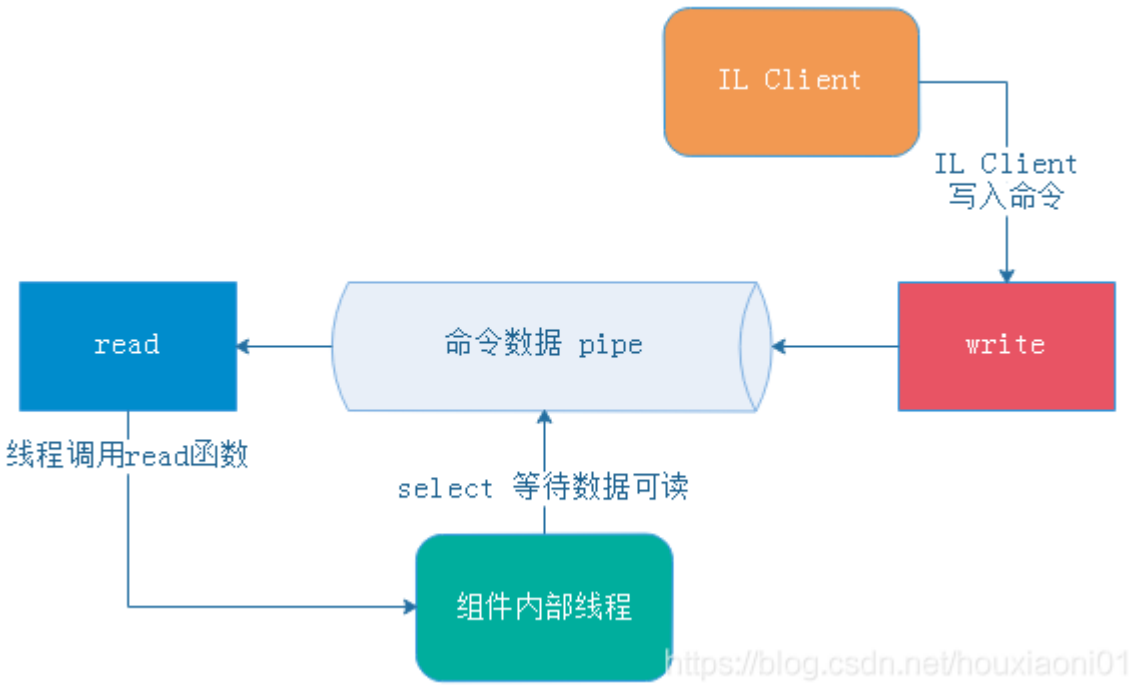 IL Client
IL Client
写入命令
read
命令数据 pipe
write
线程调用read函数
select 等待数据可读
组件内部线程
https://blog.csdn.net/houxiaoni01